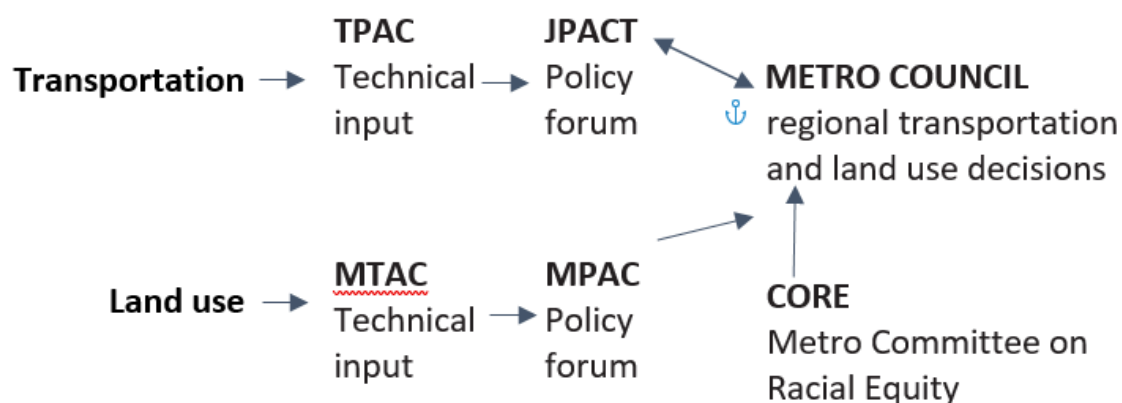 Transportation
TPAC
Technical
input
JPACT
Policy
forum
METRO COUNCIL
regional transportation
and land use decisions
Land use
MTAC
Technical
input
MPAC
Policy
forum
CORE
Metro Committee on
Racial Equity